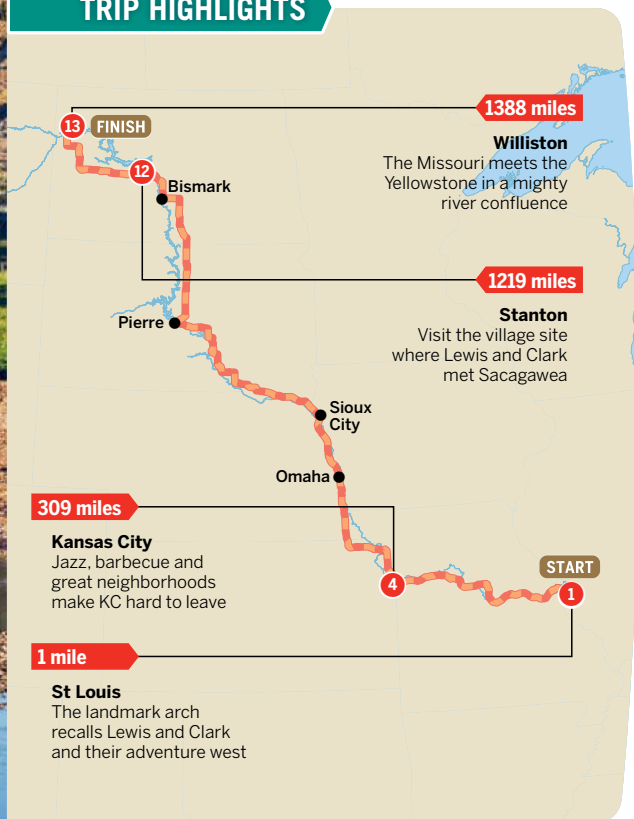 TRIP HIGHLIGHTS
1388 miles
13
FINISH
Williston
The Missouri meets the
Yellowstone in a mighty
river confluence
12
Bismark
1219 miles
Stanton
Visit the village site
where Lewis and Clark
met Sacagawea
Pierre
Sioux
City
Omaha
309 miles
Kansas City
Jazz, barbecue and
great neighborhoods
make KC hard to leave
4
START
1
1 mile
St Louis
The landmark arch
recalls Lewis and Clark
and their adventure west